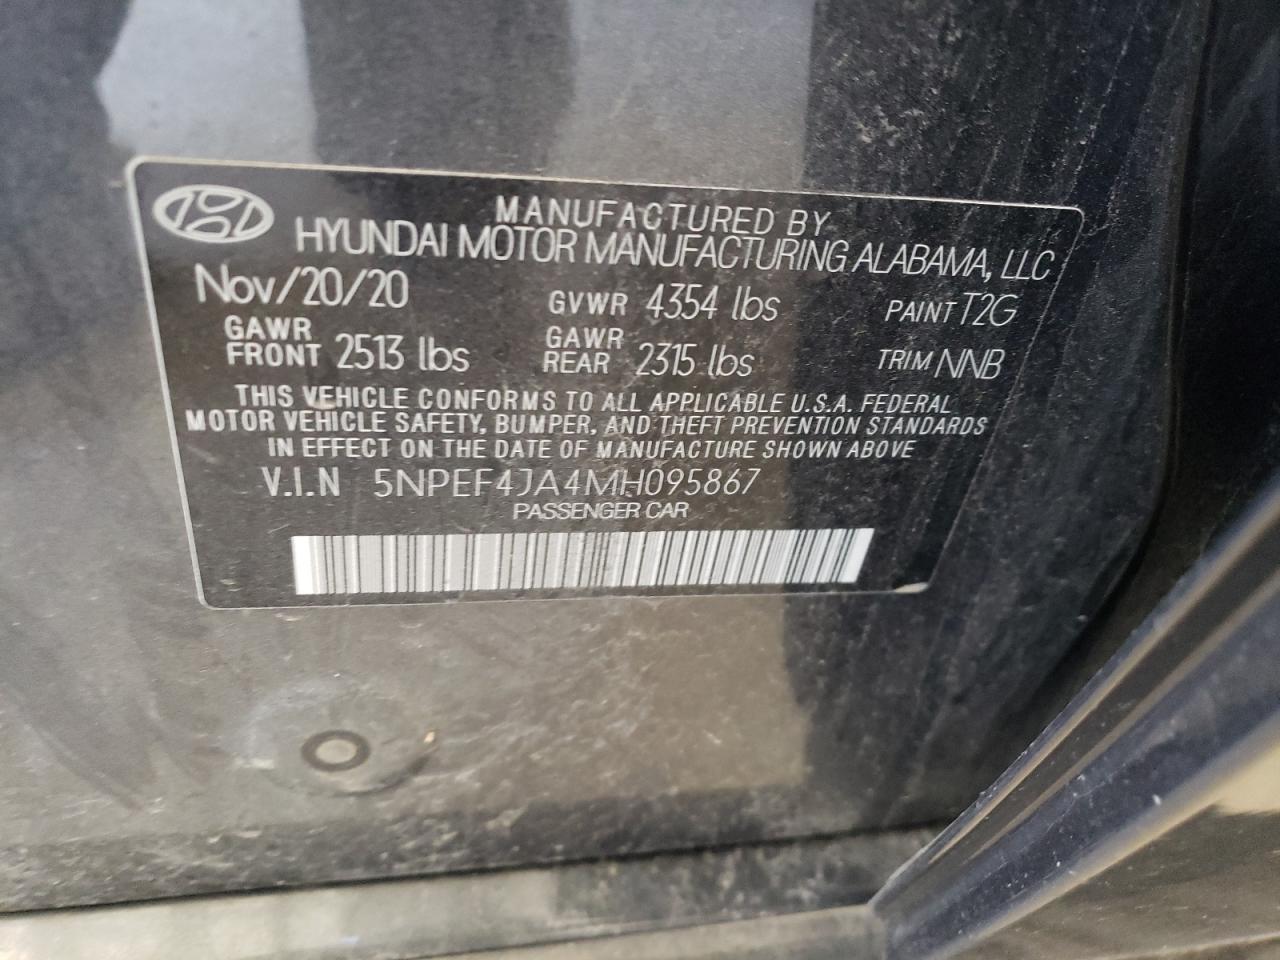 MANUFACTURED BY
HYUNDAI MOTOR MANUFACTURING ALABAMA, LLC
Nov/20/20 GVWR 4354 lbs PAINT T2G
GAWR FRONT 2513 lbs GAWR REAR 2315 lbs TRIM NNB
THIS VEHICLE CONFORMS TO ALL APPLICABLE U.S.A. FEDERAL
MOTOR VEHICLE SAFETY, BUMPER, AND THEFT PREVENTION STANDARDS
IN EFFECT ON THE DATE OF MANUFACTURE SHOWN ABOVE
V.I.N 5NPEF4JA4MH095867
PASSENGER CAR